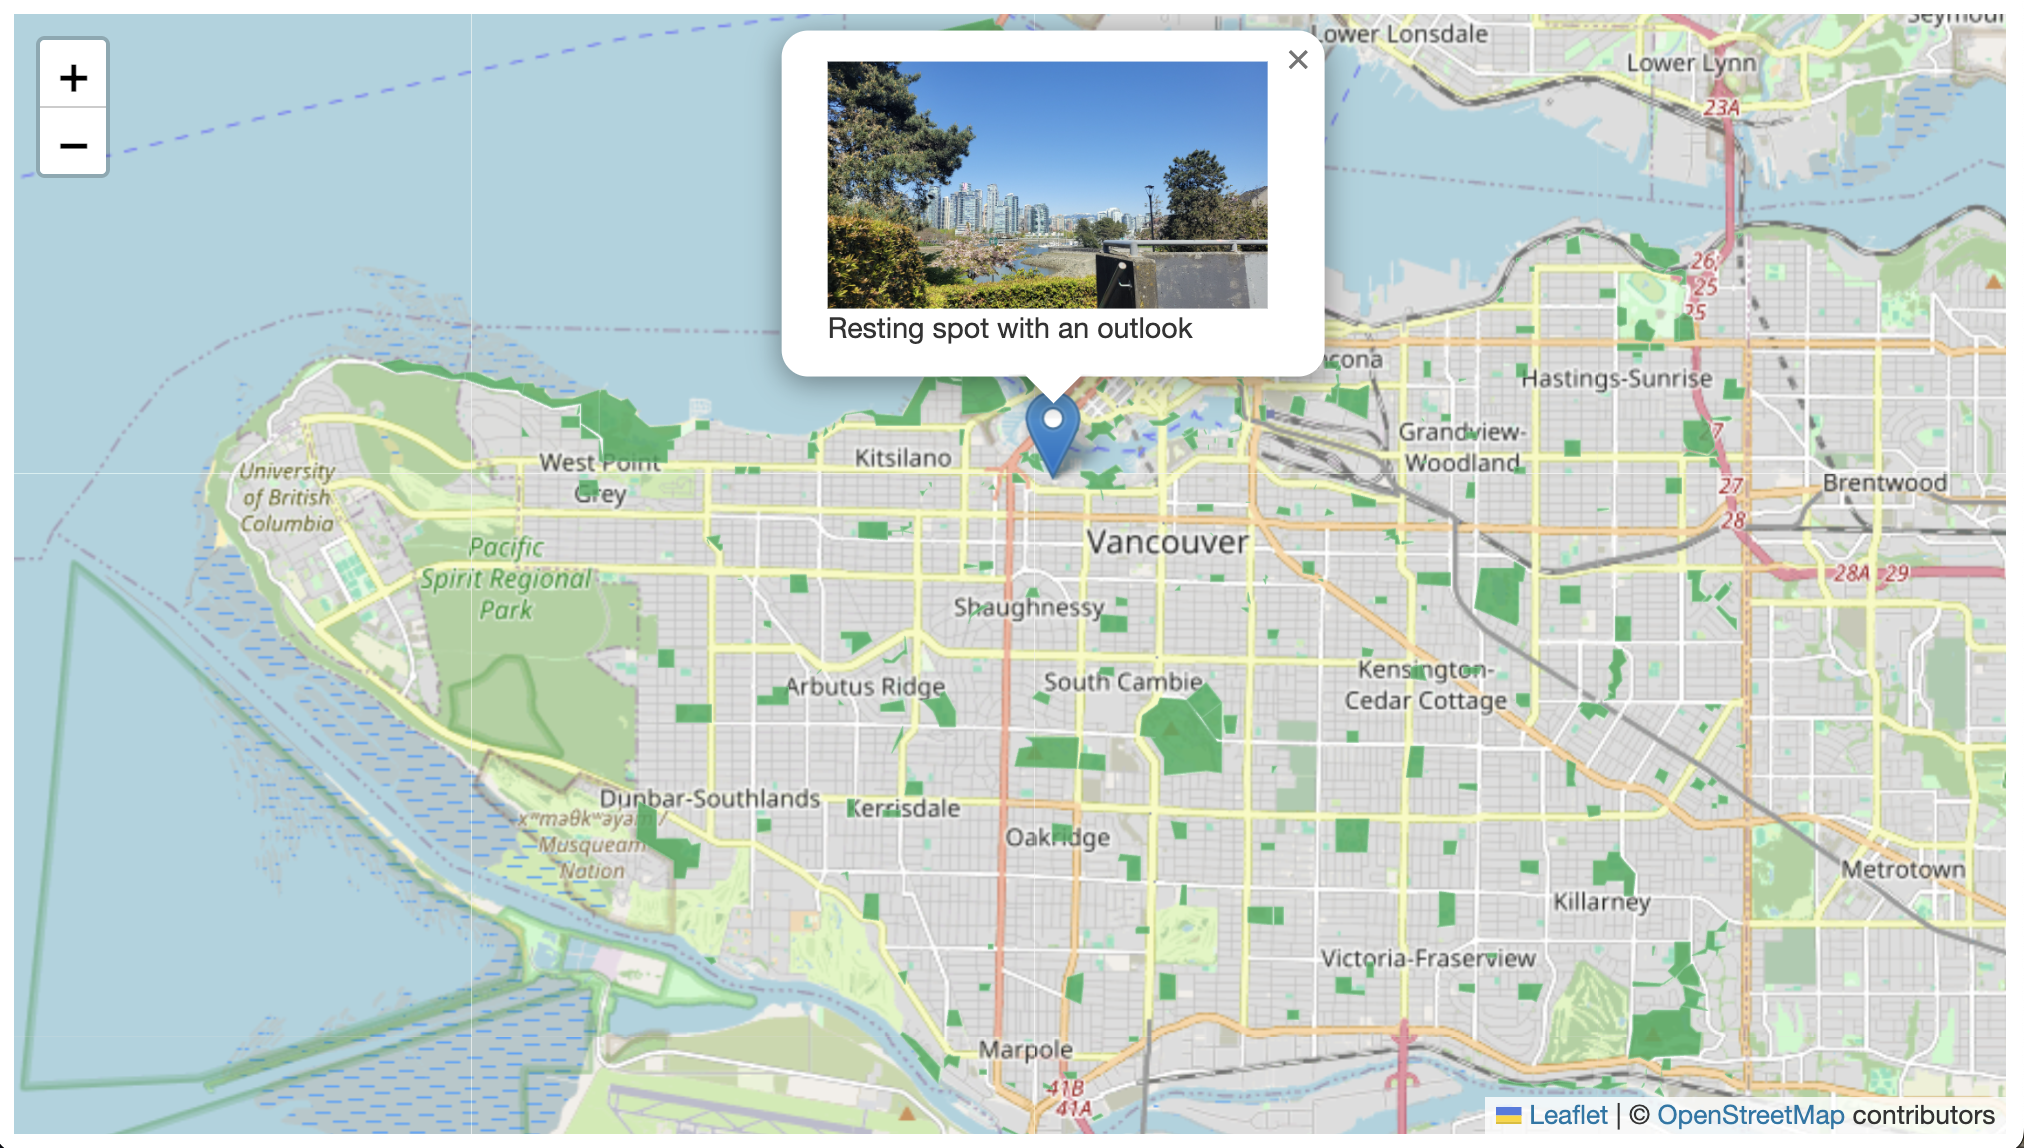 +
−
×
Resting spot with an outlook
Lower Lonsdale
Lower Lynn
23A
26
25
25
Hastings-Sunrise
Grandview-
Woodland
27
27
28
Brentwood
28A 29
University
of British
Columbia
West Point
Grey
Kitsilano
Vancouver
Pacific
Spirit Regional
Park
Shaughnessy
Arbutus Ridge
South Cambie
Kensington-
Cedar Cottage
Dunbar-Southlands
xʷməθkʷəy̓əm /
Musqueam
Nation
Kerrisdale
Oakridge
Metrotown
Killarney
Victoria-Fraserview
Marpole
41B
41A
Leaflet | © OpenStreetMap contributors